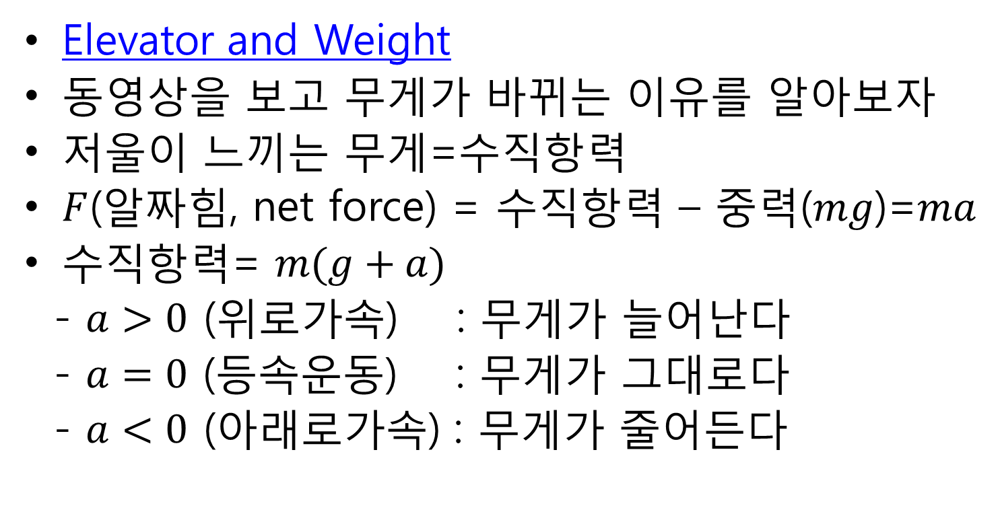 • Elevator and Weight
• 동영상을 보고 무게가 바뀌는 이유를 알아보자
• 저울이 느끼는 무게=수직항력
• F(알짜힘, net force) = 수직항력 – 중력(mg)=ma
• 수직항력= m(g + a)
- a > 0 (위로가속) : 무게가 늘어난다
- a = 0 (등속운동) : 무게가 그대로다
- a < 0 (아래로가속) : 무게가 줄어든다